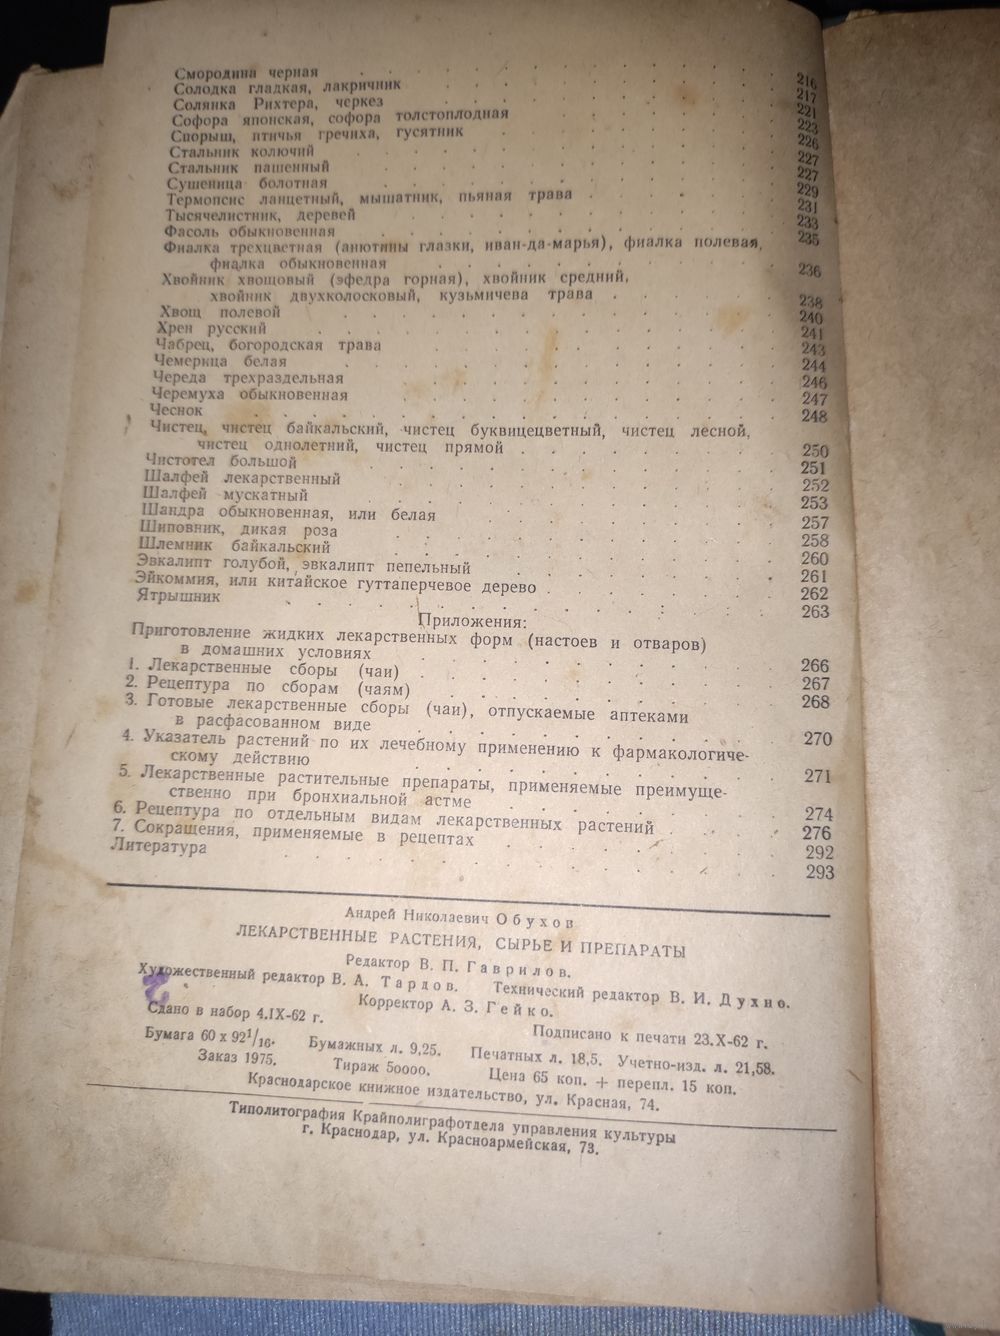 Смородина черная . . . 216
Солодка гладкая, лакричник . . . 217
Солянка Рихтера, черкез . . . 221
Софора японская, софора толстоплодная . . . 223
Спорыш, птичья гречиха, гусятник . . . 226
Стальник колючий . . . 227
Стальник пашенный . . . 227
Сушеница болотная . . . 229
Термопсис ланцетный, мышатник, пьяная трава . . . 231
Тысячелистник, деревей . . . 233
Фасоль обыкновенная . . . 235
Фиалка трехцветная (анютины глазки, иван-да-марья), фиалка полевая,
фиалка обыкновенная . . . 236
Хвойник хвощовый (эфедра горная), хвойник средний,
хвойник двухколосковый, кузьмичева трава . . . 238
Хвощ полевой . . . 240
Хрен русский . . . 241
Чабрец, богородская трава . . . 243
Чемерица белая . . . 244
Череда трехраздельная . . . 246
Черемуха обыкновенная . . . 247
Чеснок . . . 248
Чистец, чистец байкальский, чистец буквицецветный, чистец лесной,
чистец однолетний, чистец прямой . . . 250
Чистотел большой . . . 251
Шалфей лекарственный . . . 252
Шалфей мускатный . . . 253
Шандра обыкновенная, или белая . . . 257
Шиповник, дикая роза . . . 258
Шлемник байкальский . . . 260
Эвкалипт голубой, эвкалипт пепельный . . . 261
Эйкоммия, или китайское гуттаперчевое дерево . . . 262
Ятрышник . . . 263
Приложения:
Приготовление жидких лекарственных форм (настоев и отваров)
в домашних условиях . . . 266
1. Лекарственные сборы (чаи) . . . 267
2. Рецептура по сборам (чаям) . . . 268
3. Готовые лекарственные сборы (чаи), отпускаемые аптеками
в расфасованном виде . . . 270
4. Указатель растений по их лечебному применению к фармакологиче-
скому действию . . . 271
5. Лекарственные растительные препараты, применяемые преимуще-
ственно при бронхиальной астме . . . 274
6. Рецептура по отдельным видам лекарственных растений . . . 276
7. Сокращения, применяемые в рецептах . . . 292
Литература . . . 293
Андрей Николаевич Обухов
ЛЕКАРСТВЕННЫЕ РАСТЕНИЯ, СЫРЬЕ И ПРЕПАРАТЫ
Редактор В. П. Гаврилов.
Художественный редактор В. А. Тардов. Технический редактор В. И. Духно.
Корректор А. З. Гейко.
Сдано в набор 4.IX-62 г. Подписано к печати 23.X-62 г.
Бумага 60 х 92 1/16. Бумажных л. 9,25. Печатных л. 18,5. Учетно-изд. л. 21,58.
Заказ 1975. Тираж 50000. Цена 65 коп. + перепл. 15 коп.
Краснодарское книжное издательство, ул. Красная, 74.
Типолитография Крайполиграфотдела управления культуры
г. Краснодар, ул. Красноармейская, 73.